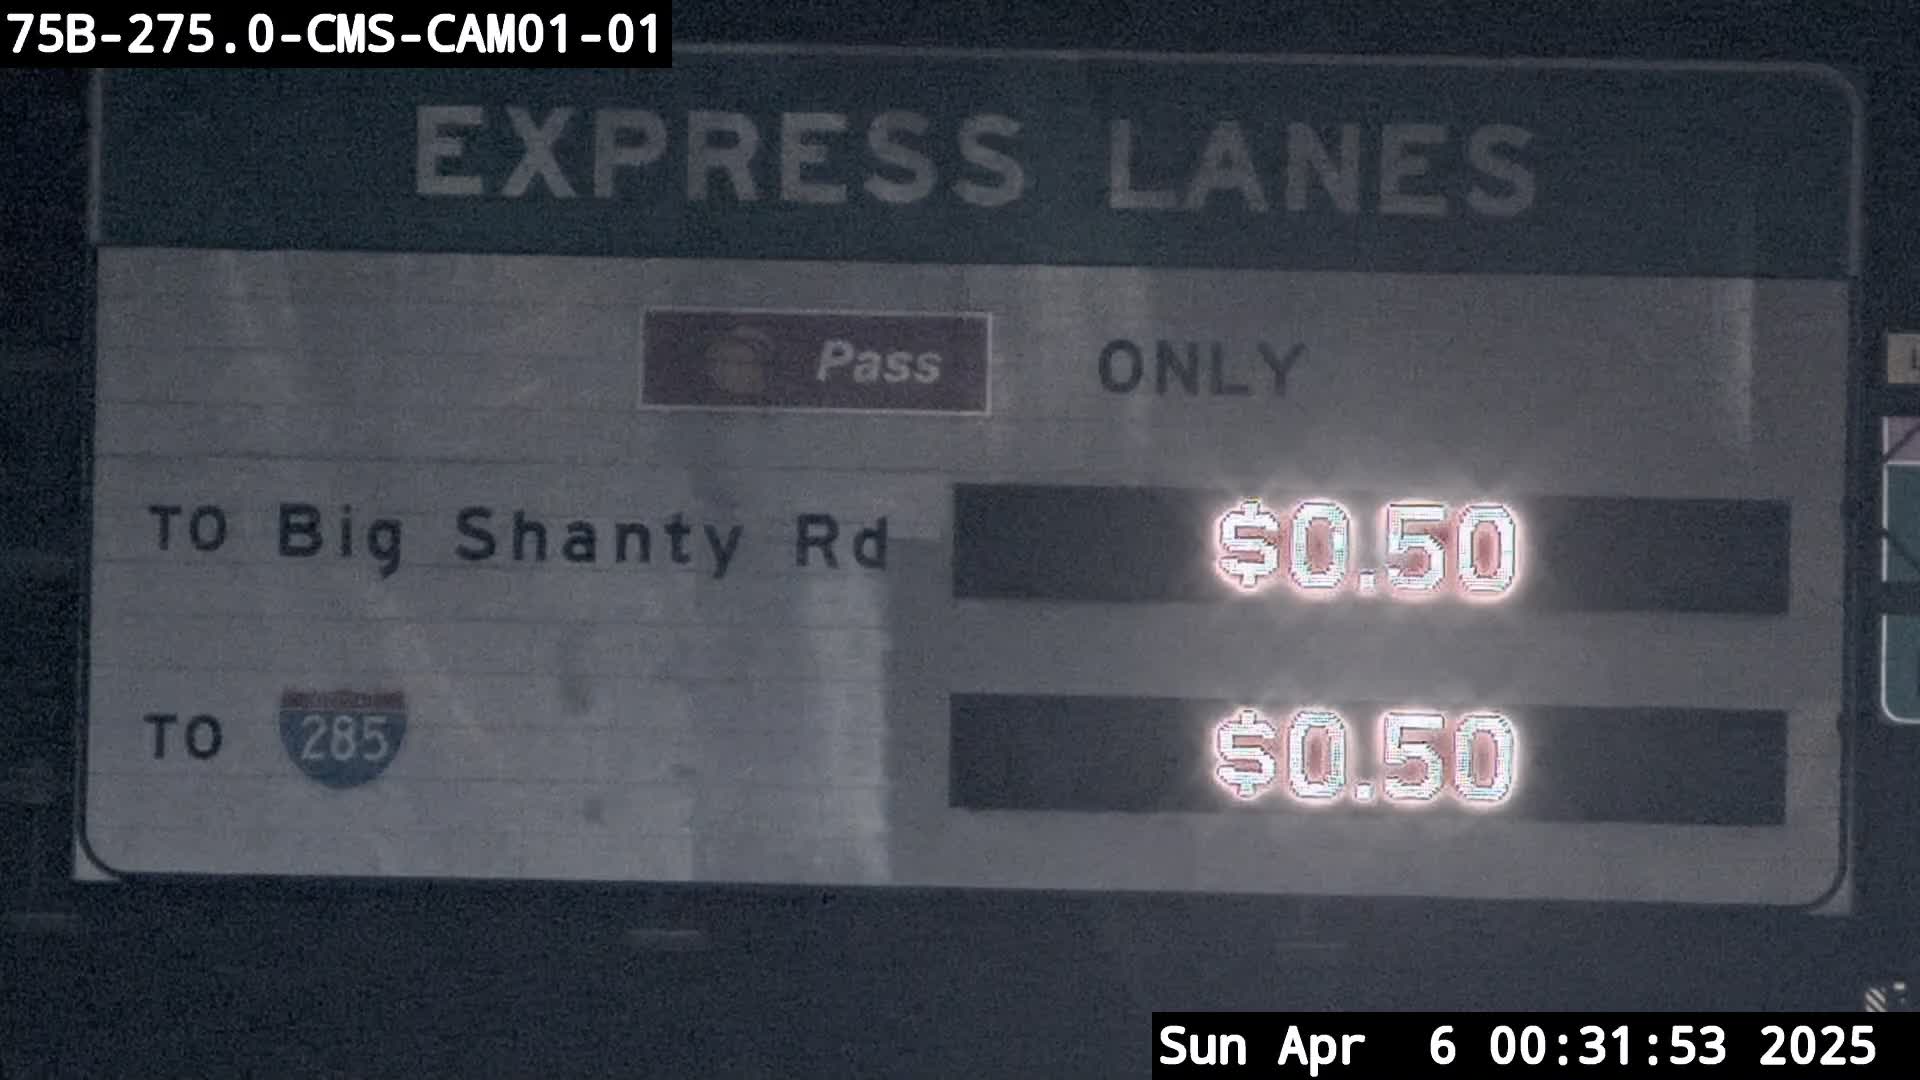 75B-275.0-CMS-CAM01-01
EXPRESS LANES
Pass ONLY
TO Big Shanty Rd $0.50
TO 285 $0.50
Sun Apr 6 00:31:53 2025